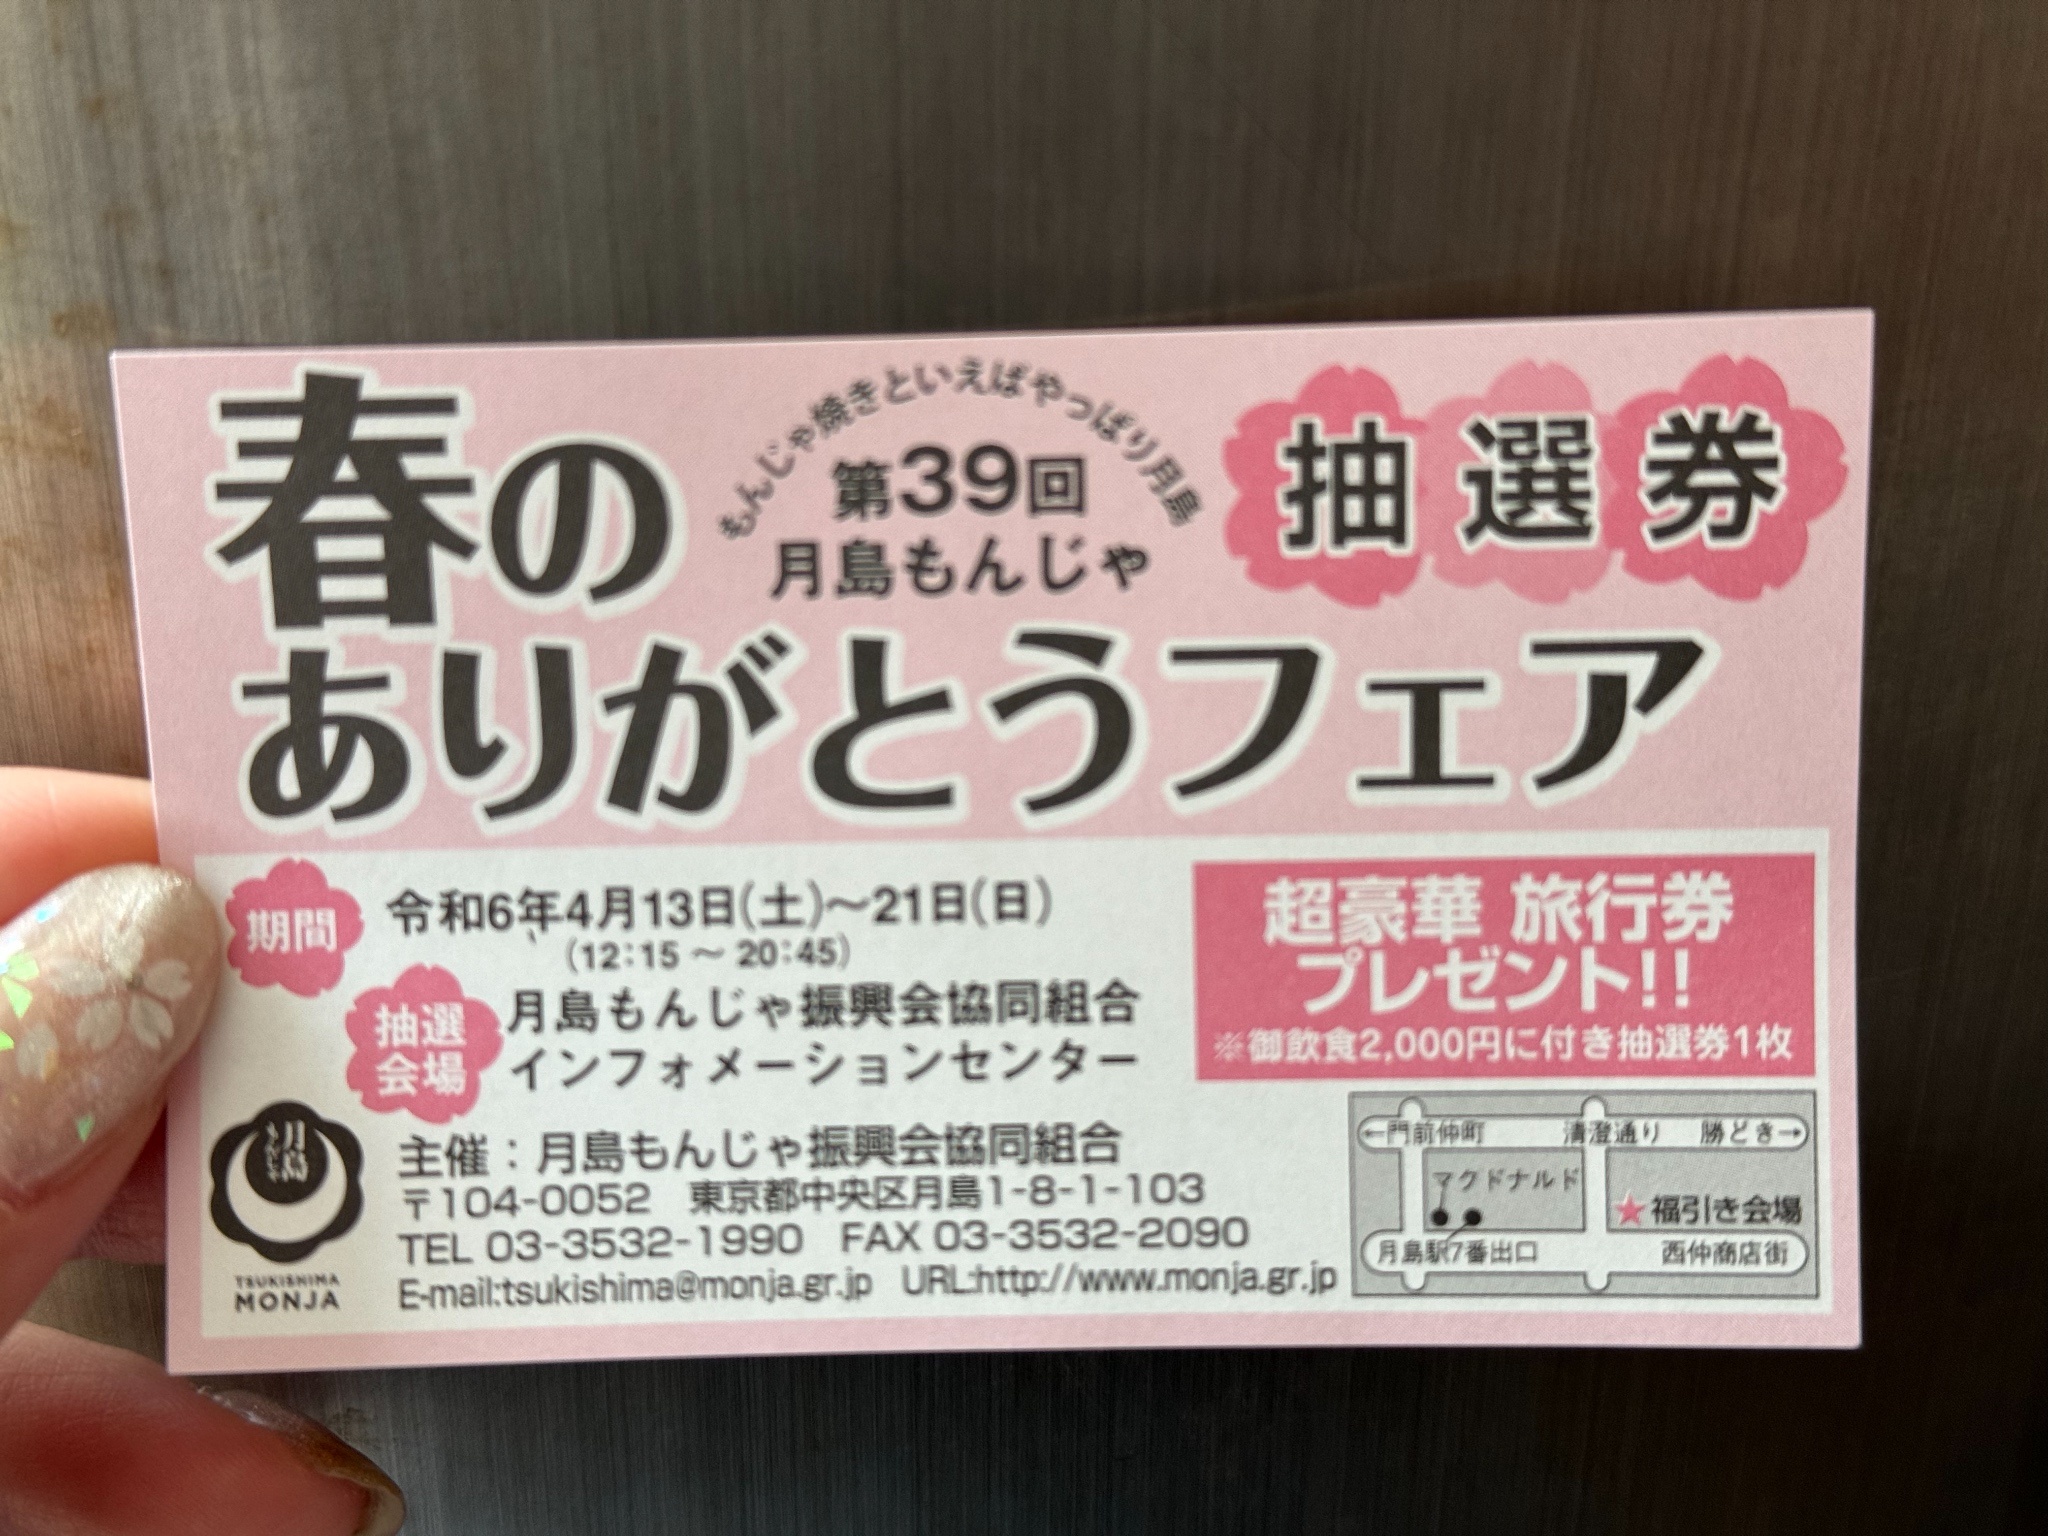 もんじゃ焼きといえばやっぱり月島
第39回
月島もんじゃ
春の
ありがとうフェア
抽選券
期間
令和6年4月13日(土)～21日(日)
(12:15 ～ 20:45)
抽選
会場
月島もんじゃ振興会協同組合
インフォメーションセンター
超豪華 旅行券
プレゼント!!
※御飲食2,000円に付き抽選券1枚
主催：月島もんじゃ振興会協同組合
〒104-0052 東京都中央区月島1-8-1-103
TEL 03-3532-1990 FAX 03-3532-2090
E-mail:tsukishima@monja.gr.jp URL:http://www.monja.gr.jp
月島
もんじゃ
TSUKISHIMA
MONJA
←門前仲町 清澄通り 勝どき→
マクドナルド
★福引き会場
月島駅7番出口 西仲商店街